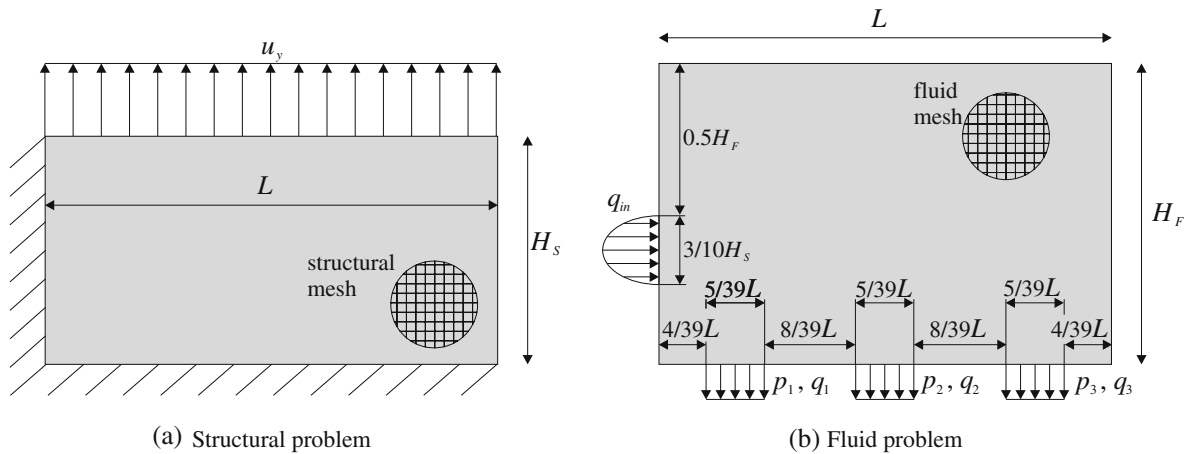 u_y
L
H_S
structural
mesh
(a) Structural problem
L
fluid
mesh
0.5H_F
H_F
q_in
3/10H_S
5/39L 5/39L 5/39L
4/39L 8/39L 8/39L 4/39L
p_1 , q_1 p_2 , q_2 p_3 , q_3
(b) Fluid problem